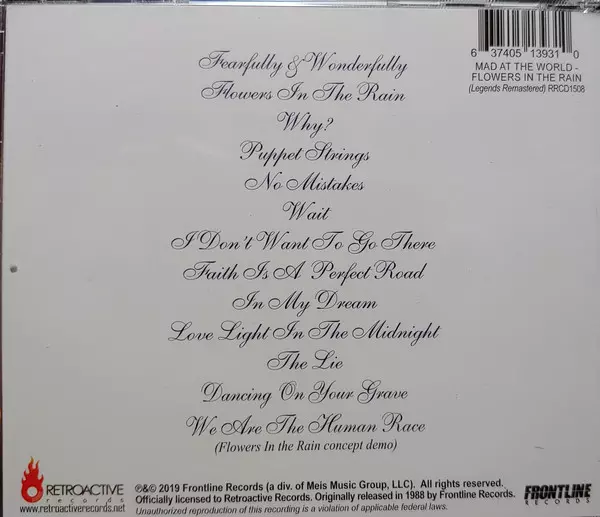 6 37405 13931 0
MAD AT THE WORLD -
FLOWERS IN THE RAIN
(Legends Remastered) RRCD1508
Fearfully & Wonderfully
Flowers In The Rain
Why?
Puppet Strings
No Mistakes
Wait
I Don't Want To Go There
Faith Is A Perfect Road
In My Dream
Love Light In The Midnight
The Lie
Dancing On Your Grave
We Are The Human Race
(Flowers In the Rain concept demo)
RETROACTIVE
records
www.retroactiverecords.net
℗&© 2019 Frontline Records (a div. of Meis Music Group, LLC). All rights reserved.
Officially licensed to Retroactive Records. Originally released in 1988 by Frontline Records.
Unauthorized reproduction of this recording is a violation of applicable federal laws.
FRONTLINE
RECORDS